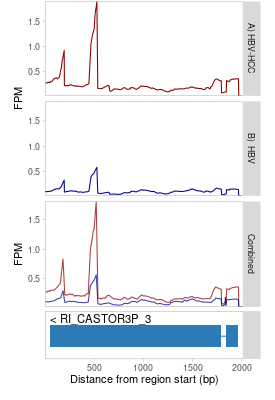 1.5
1.0
0.5
FPM
A) HBV-HCC
1.5
1.0
0.5
B) HBV
1.5
1.0
0.5
FPM
Combined
< RI_CASTOR3P_3
500 1000 1500 2000
Distance from region start (bp)